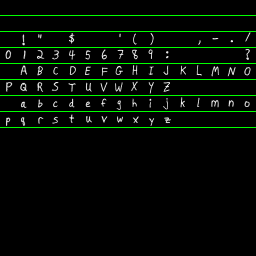 ! " $ ' ( ) , - . /
0 1 2 3 4 5 6 7 8 9 : ?
A B C D E F G H I J K L M N O
P Q R S T U V W X Y Z
a b c d e f g h i j k l m n o
p q r s t u v w x y z